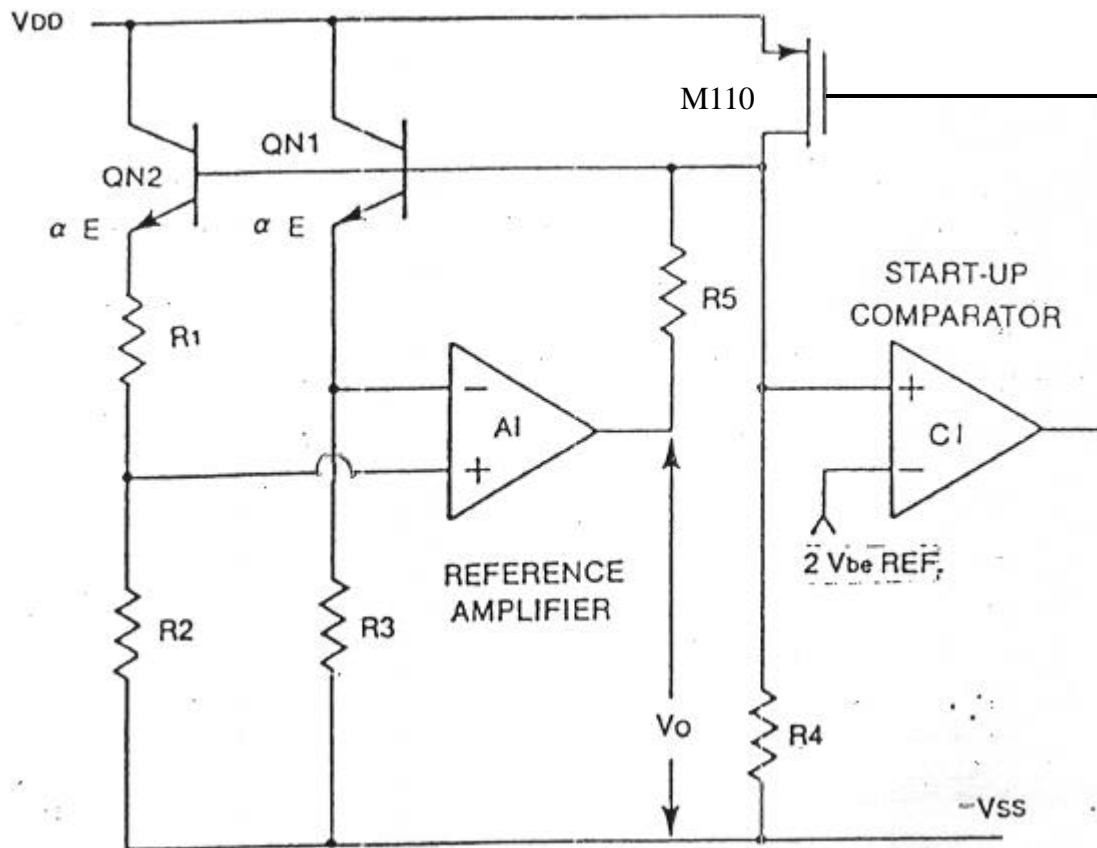 VDD
M110
QN1
QN2
α E
α E
R1
R5
START-UP
COMPARATOR
−
A1
+
+
C1
−
2 Vbe REF.
REFERENCE
AMPLIFIER
R2
R3
Vo
R4
-VSS